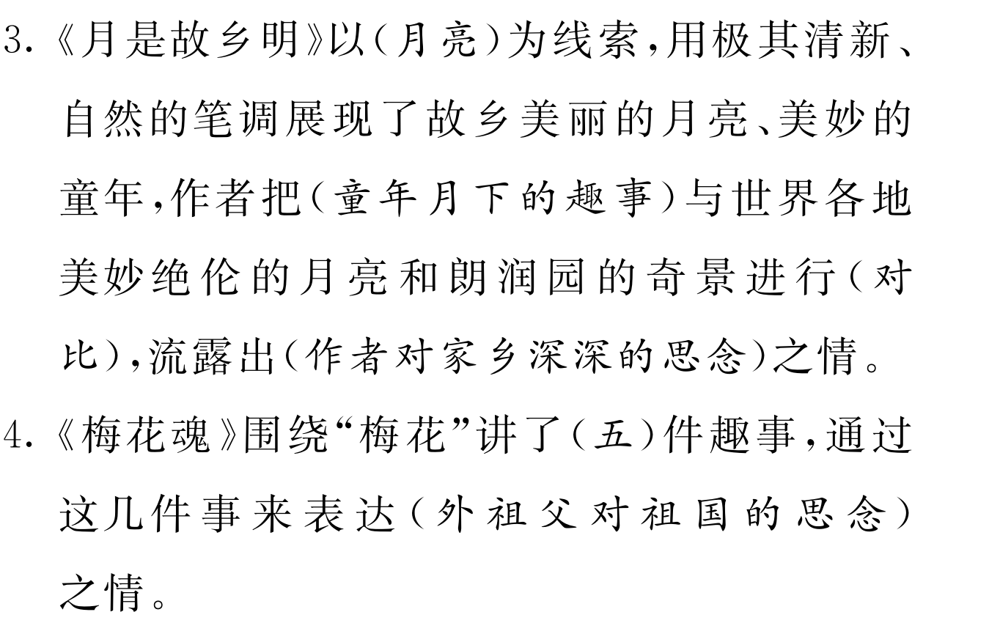 3.《月是故乡明》以(月亮)为线索,用极其清新、
自然的笔调展现了故乡美丽的月亮、美妙的
童年,作者把(童年月下的趣事)与世界各地
美妙绝伦的月亮和朗润园的奇景进行(对
比),流露出(作者对家乡深深的思念)之情。
4.《梅花魂》围绕“梅花”讲了(五)件趣事,通过
这几件事来表达(外祖父对祖国的思念)
之情。